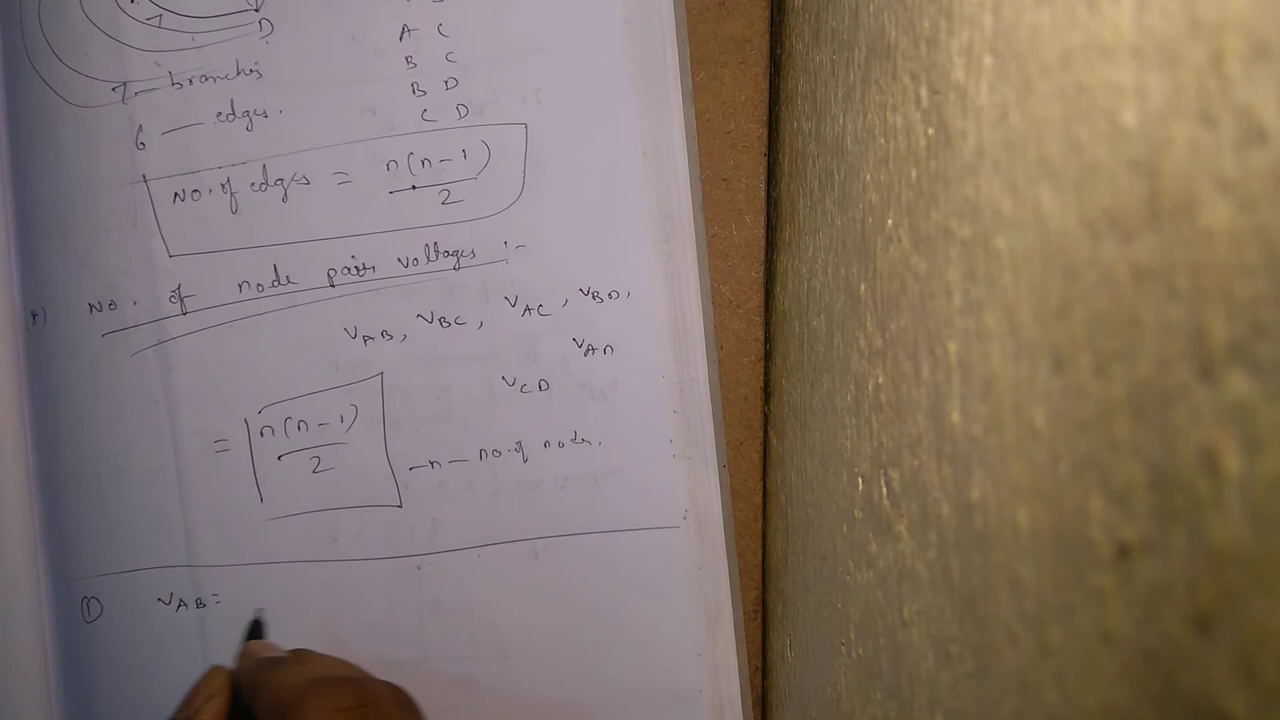 D
A C
7 — branches
B C
B D
6 — edges.
C D
No. of edges = n(n-1)/2
No. of node pair voltages :-
VAB, VBC, VAC, VBD,
VAD
VCD
= n(n-1)/2 - n - no. of nodes.
① VAB =